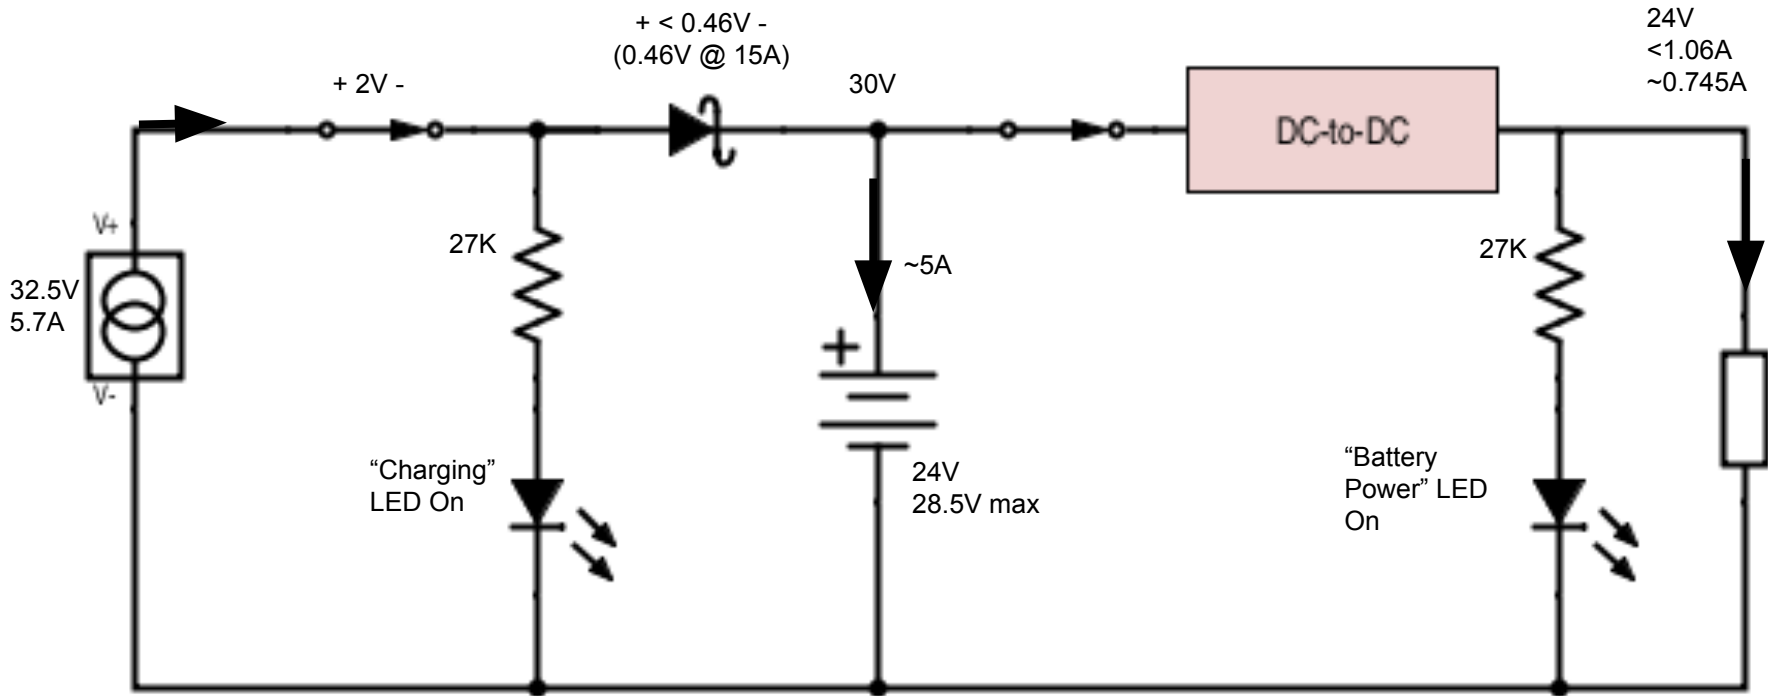 + < 0.46V -
(0.46V @ 15A)
24V
<1.06A
~0.745A
+ 2V -
30V
DC-to-DC
V+
27K
27K
32.5V
5.7A
~5A
+
V-
“Charging”
LED On
24V
28.5V max
“Battery
Power” LED
On